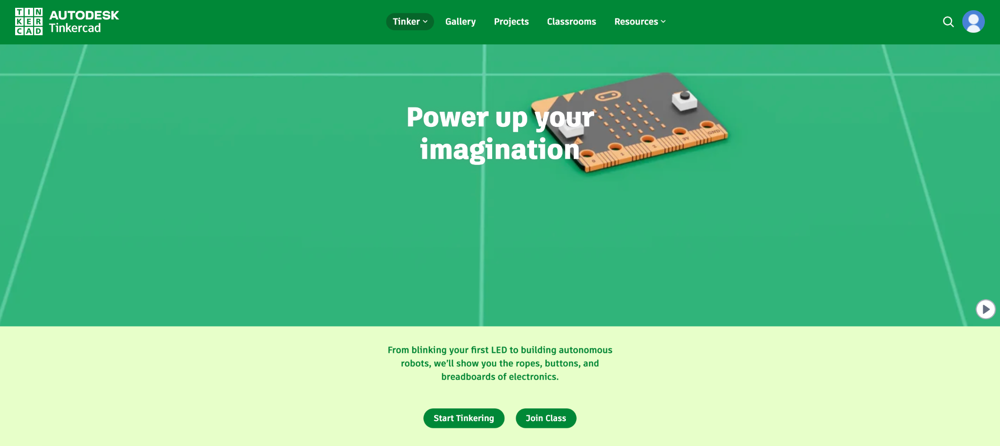 TIN
KER
CAD
AUTODESK
Tinkercad
Tinker
Gallery
Projects
Classrooms
Resources
Power up your
imagination
A
0
1
2
3V
GND
From blinking your first LED to building autonomous
robots, we’ll show you the ropes, buttons, and
breadboards of electronics.
Start Tinkering
Join Class